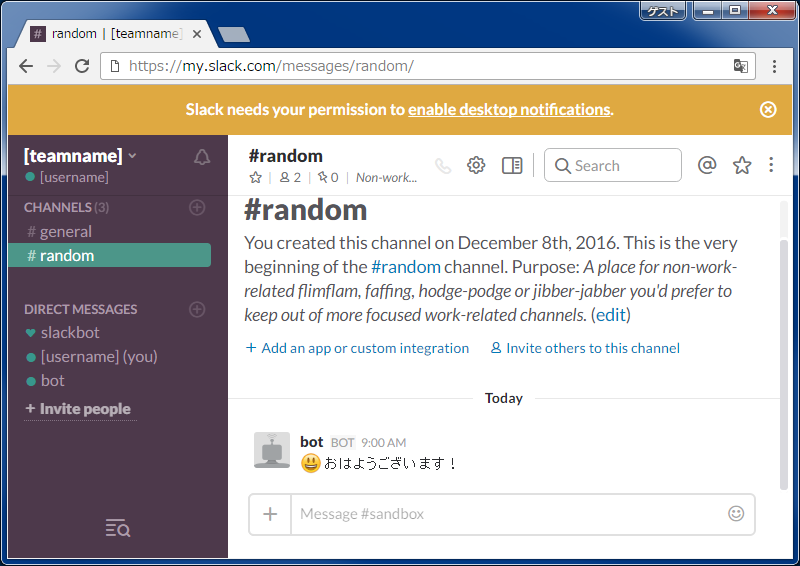 ゲスト
# random | [teamname]
https://my.slack.com/messages/random/
Slack needs your permission to enable desktop notifications.
[teamname]
[username]
CHANNELS (3)
# general
# random
DIRECT MESSAGES
slackbot
[username] (you)
bot
+ Invite people
#random
2 | 0 | Non-work...
Search
#random
You created this channel on December 8th, 2016. This is the very
beginning of the #random channel. Purpose: A place for non-work-
related flimflam, faffing, hodge-podge or jibber-jabber you'd prefer to
keep out of more focused work-related channels. (edit)
+ Add an app or custom integration
Invite others to this channel
Today
bot BOT 9:00 AM
😃おはようございます！
Message #sandbox